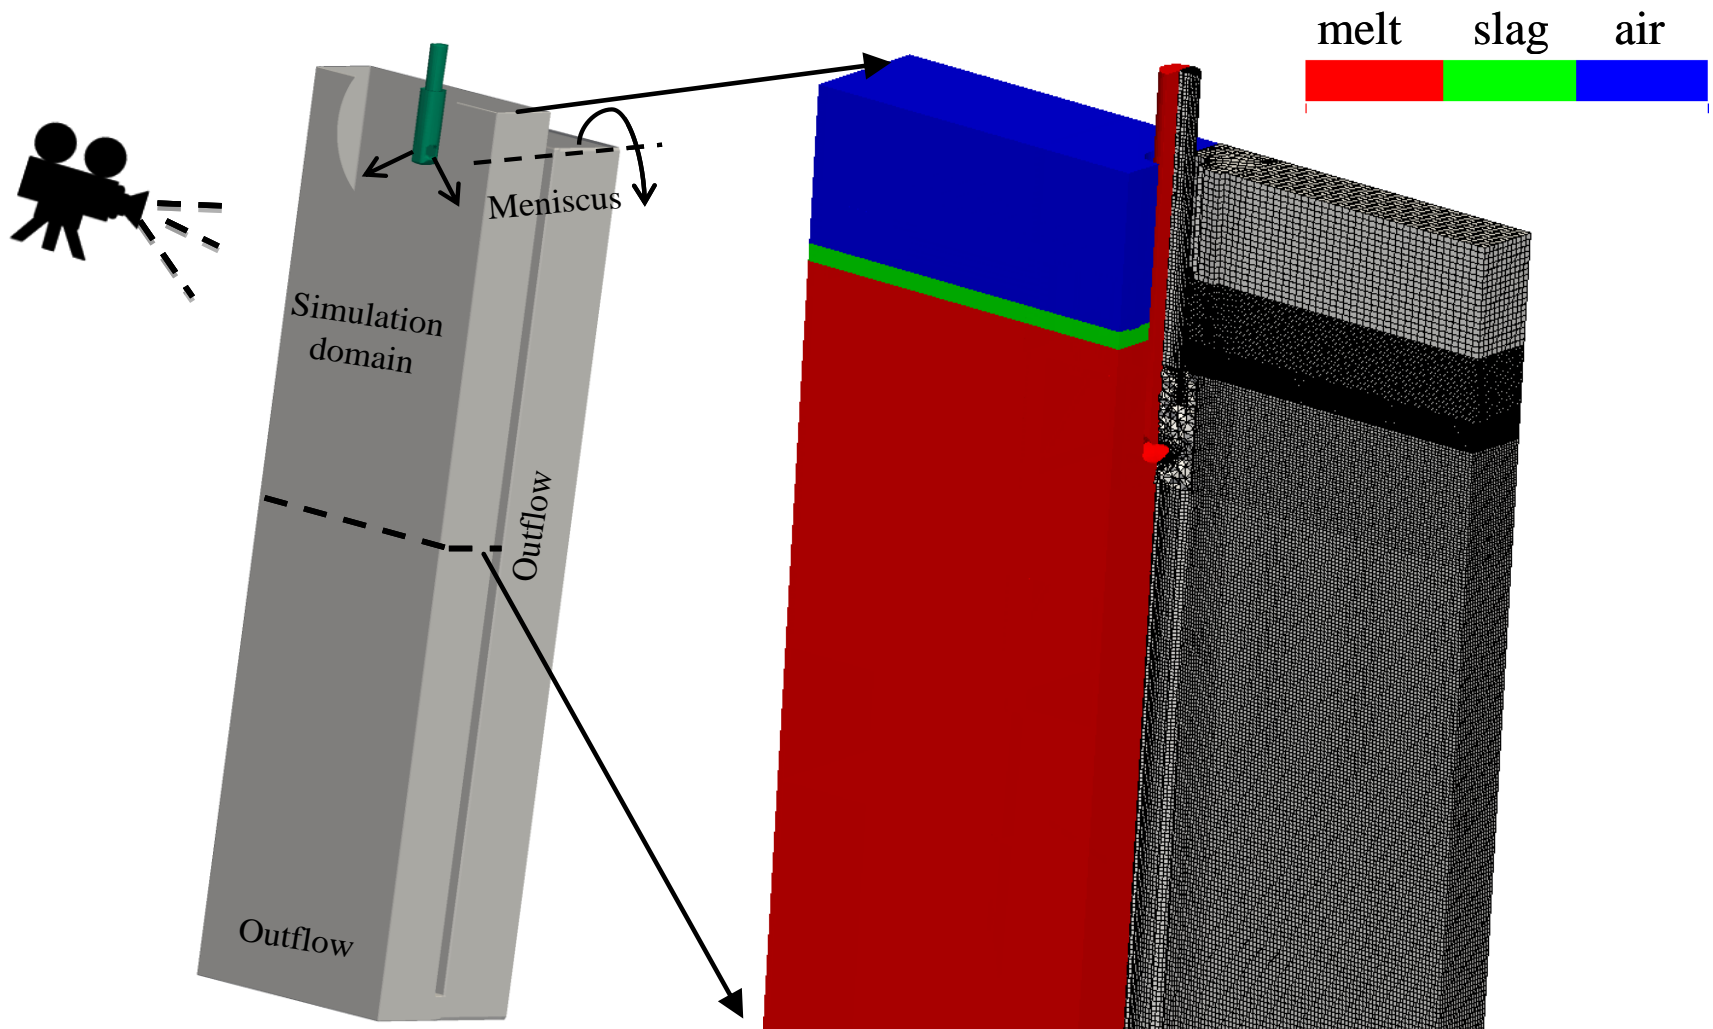 melt slag air
Meniscus
Simulation
domain
Outflow
Outflow